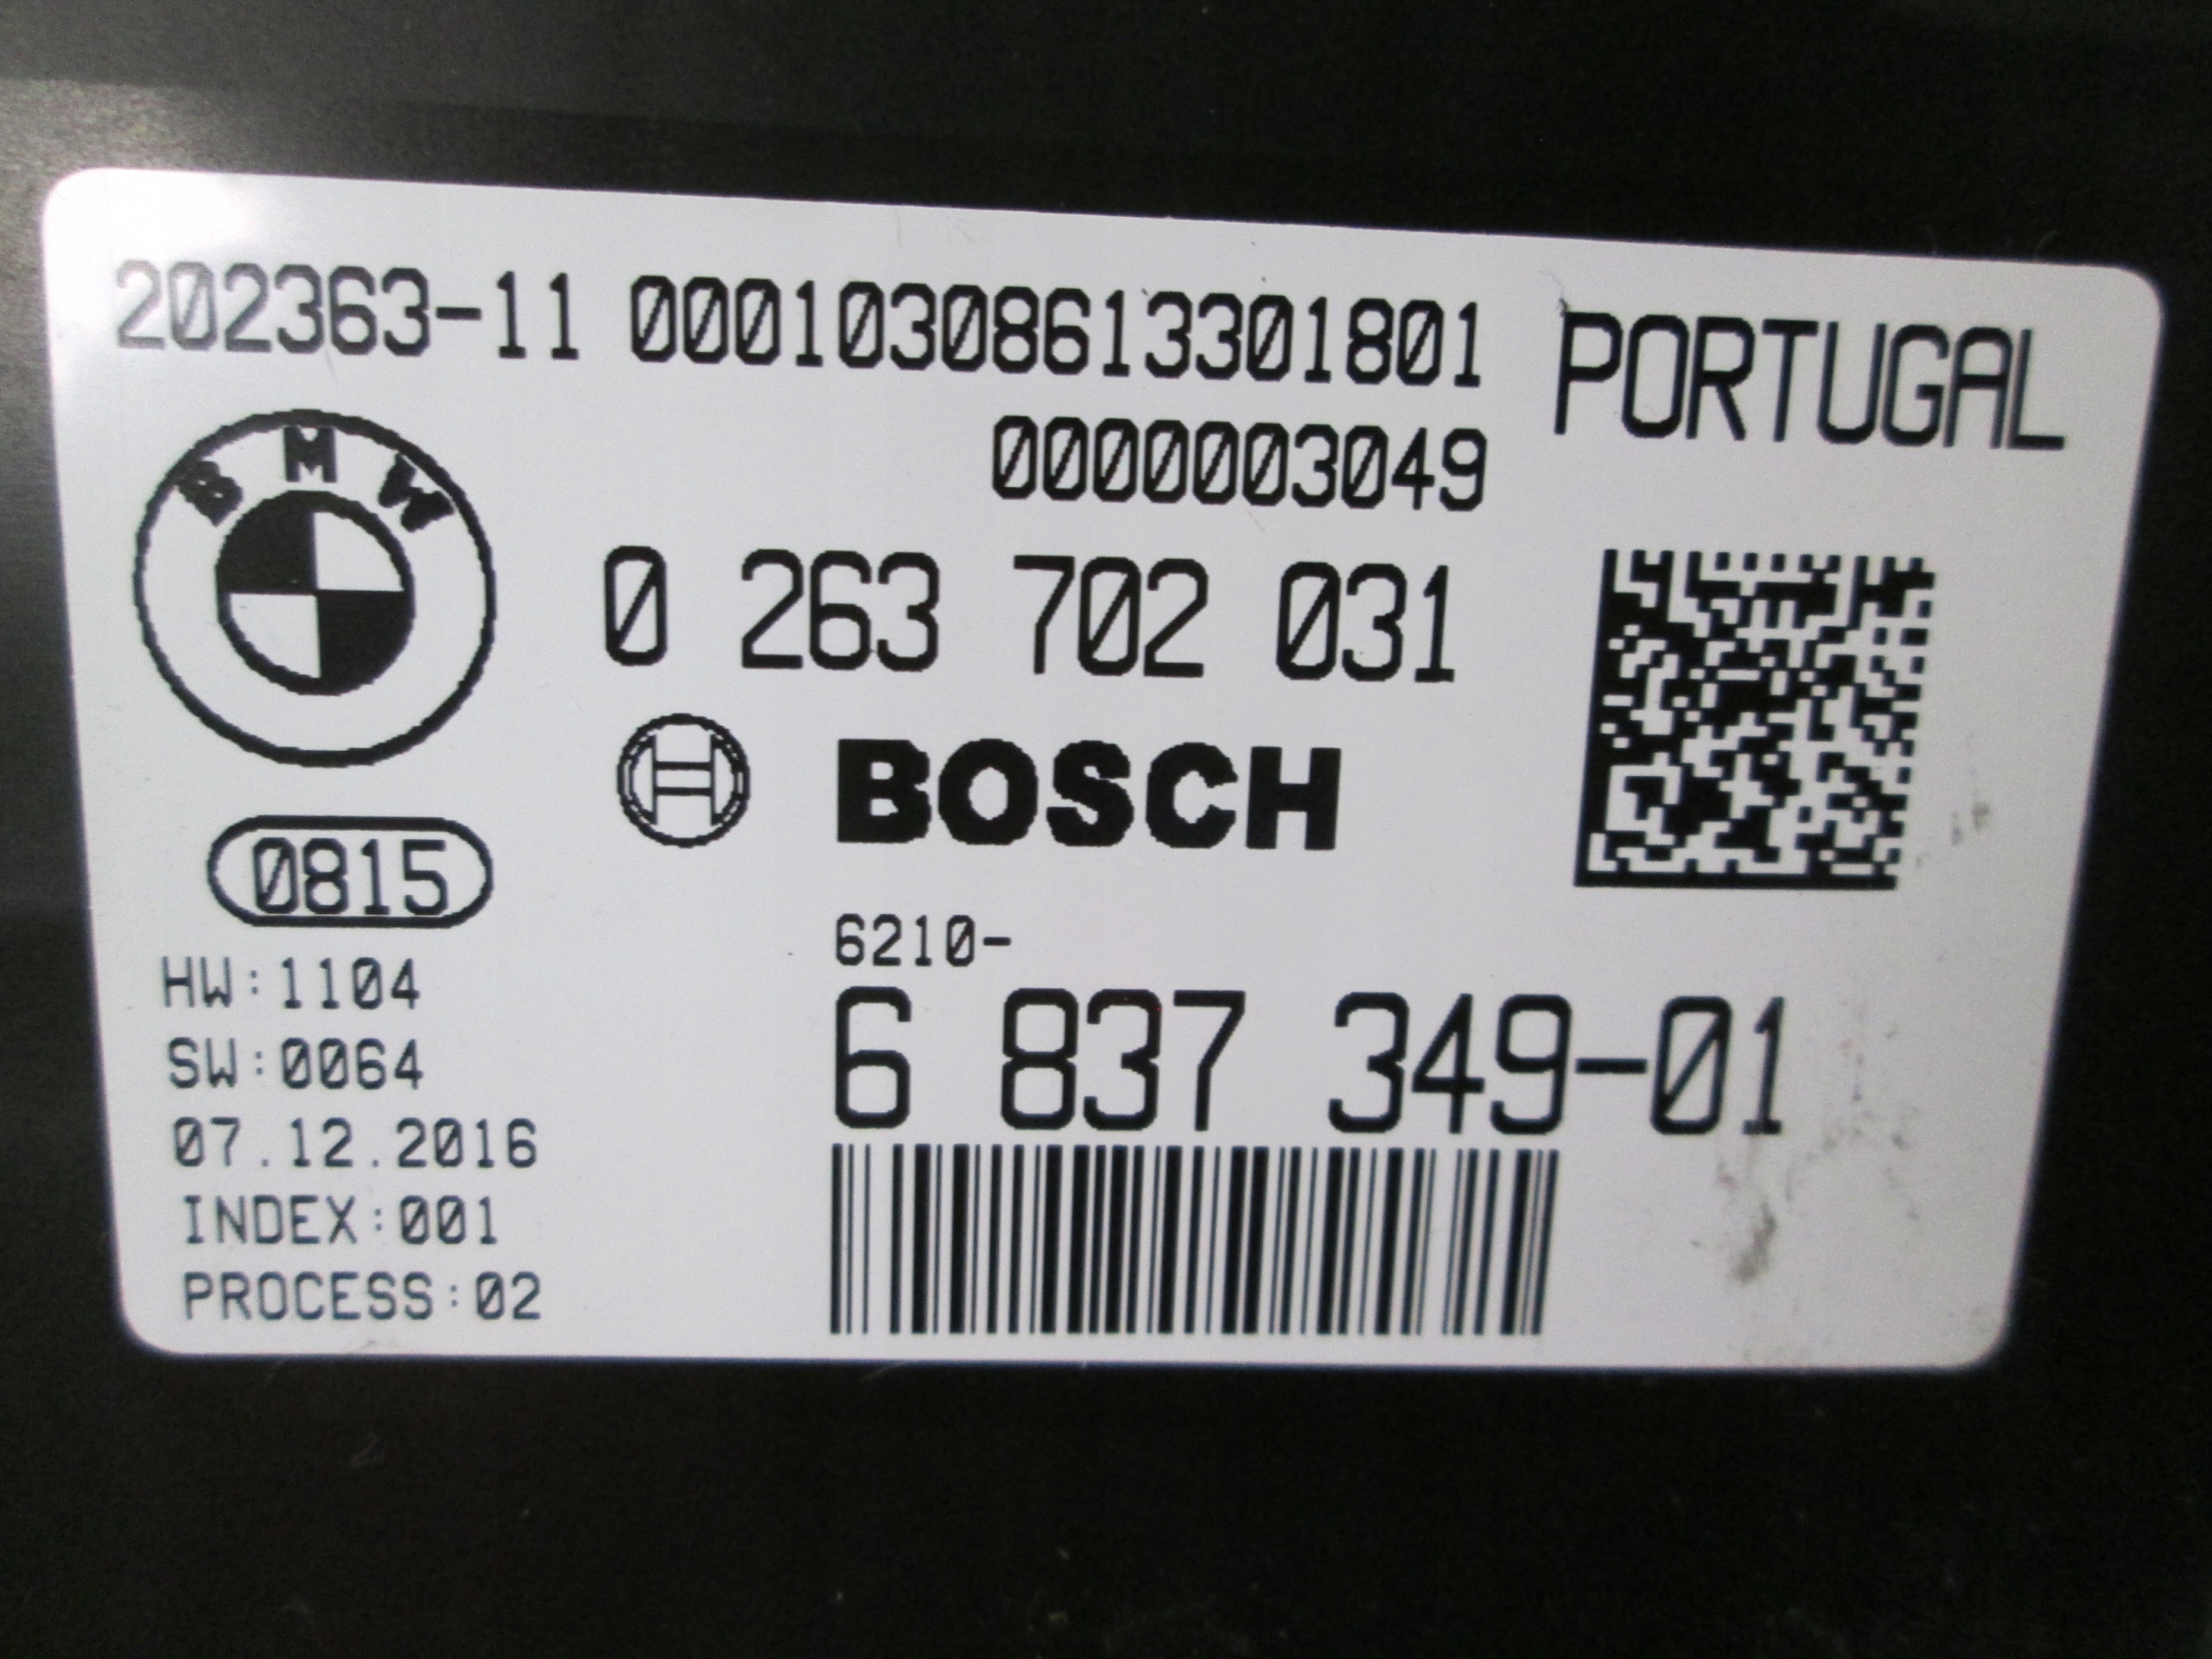 202363-11 00010308613301801 PORTUGAL
0000003049
BMW
0 263 702 031
BOSCH
0815
6210-
HW:1104
6 837 349-01
SW:0064
07.12.2016
INDEX:001
PROCESS:02